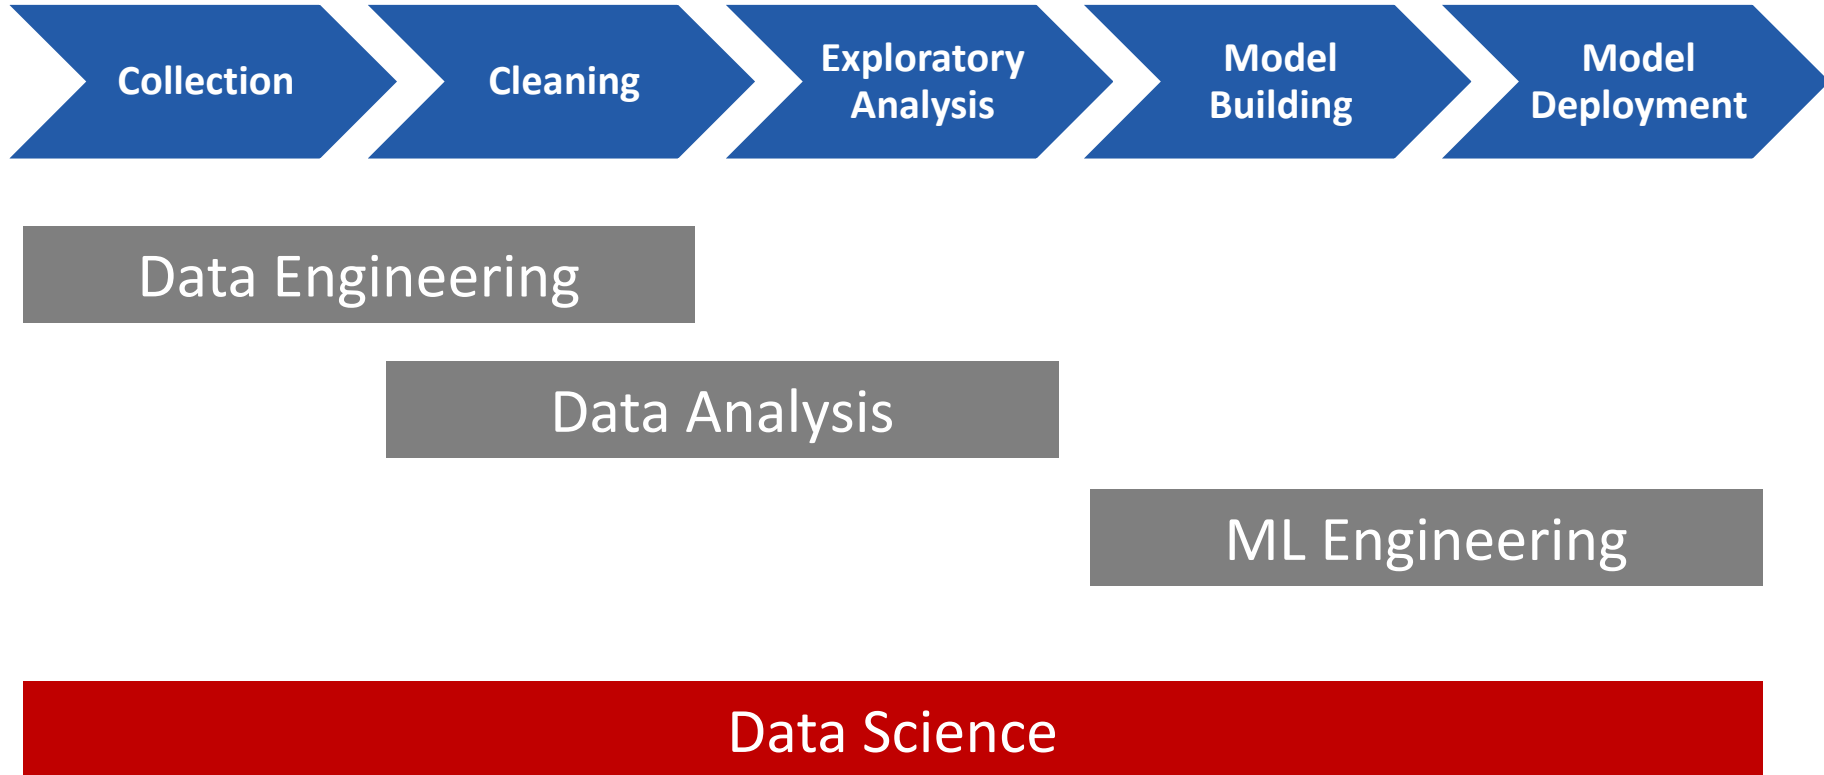 Collection
Cleaning
Exploratory
Analysis
Model
Building
Model
Deployment
Data Engineering
Data Analysis
ML Engineering
Data Science